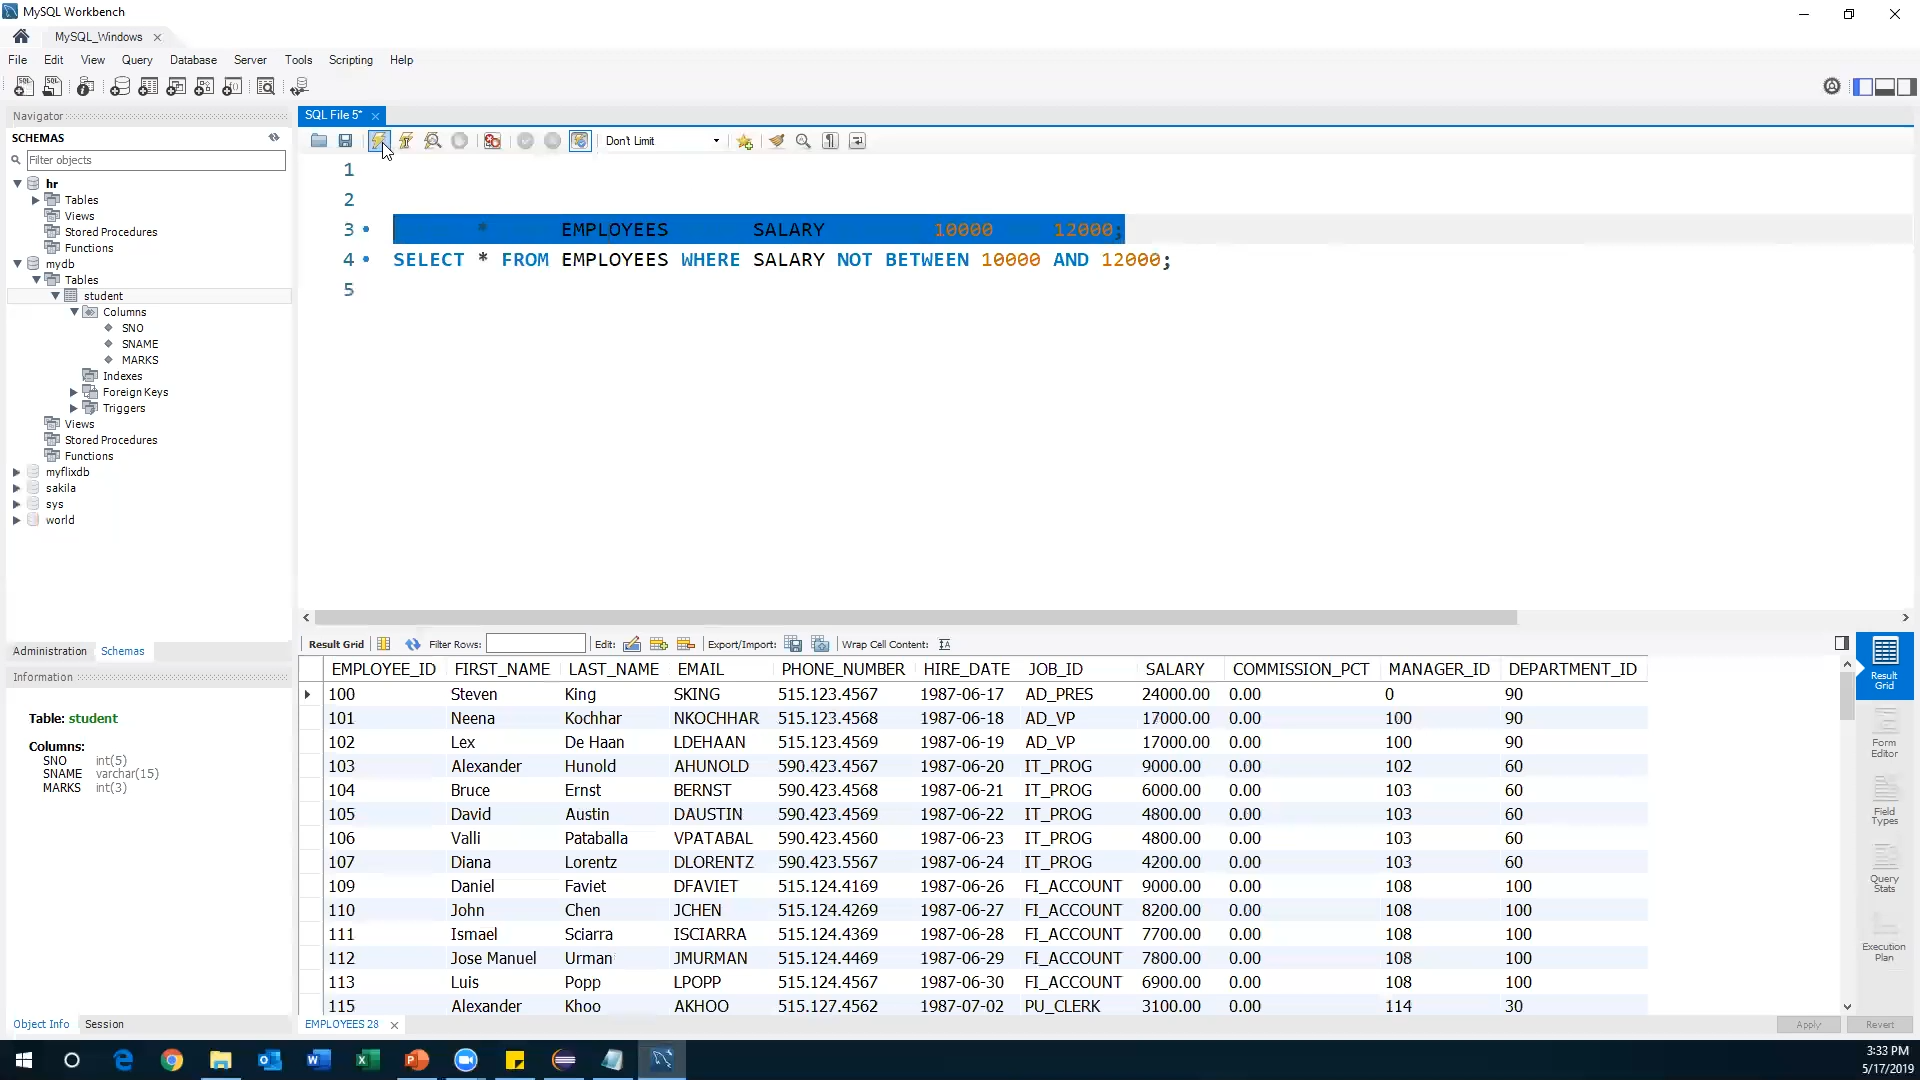 MySQL Workbench
MySQL_Windows
File Edit View Query Database Server Tools Scripting Help
Navigator
SCHEMAS
Filter objects
hr
Tables
Views
Stored Procedures
Functions
mydb
Tables
student
Columns
SNO
SNAME
MARKS
Indexes
Foreign Keys
Triggers
Views
Stored Procedures
Functions
myflixdb
sakila
sys
world
Administration Schemas
Information
Table: student
Columns:
SNO int(5)
SNAME varchar(15)
MARKS int(3)
Object Info Session
SQL File 5*
Don't Limit
1
2
3 * EMPLOYEES SALARY 10000 12000;
4 SELECT * FROM EMPLOYEES WHERE SALARY NOT BETWEEN 10000 AND 12000;
5
Result Grid Filter Rows: Edit: Export/Import: Wrap Cell Content:
EMPLOYEE_ID FIRST_NAME LAST_NAME EMAIL PHONE_NUMBER HIRE_DATE JOB_ID SALARY COMMISSION_PCT MANAGER_ID DEPARTMENT_ID
100 Steven King SKING 515.123.4567 1987-06-17 AD_PRES 24000.00 0.00 0 90
101 Neena Kochhar NKOCHHAR 515.123.4568 1987-06-18 AD_VP 17000.00 0.00 100 90
102 Lex De Haan LDEHAAN 515.123.4569 1987-06-19 AD_VP 17000.00 0.00 100 90
103 Alexander Hunold AHUNOLD 590.423.4567 1987-06-20 IT_PROG 9000.00 0.00 102 60
104 Bruce Ernst BERNST 590.423.4568 1987-06-21 IT_PROG 6000.00 0.00 103 60
105 David Austin DAUSTIN 590.423.4569 1987-06-22 IT_PROG 4800.00 0.00 103 60
106 Valli Pataballa VPATABAL 590.423.4560 1987-06-23 IT_PROG 4800.00 0.00 103 60
107 Diana Lorentz DLORENTZ 590.423.5567 1987-06-24 IT_PROG 4200.00 0.00 103 60
109 Daniel Faviet DFAVIET 515.124.4169 1987-06-26 FI_ACCOUNT 9000.00 0.00 108 100
110 John Chen JCHEN 515.124.4269 1987-06-27 FI_ACCOUNT 8200.00 0.00 108 100
111 Ismael Sciarra ISCIARRA 515.124.4369 1987-06-28 FI_ACCOUNT 7700.00 0.00 108 100
112 Jose Manuel Urman JMURMAN 515.124.4469 1987-06-29 FI_ACCOUNT 7800.00 0.00 108 100
113 Luis Popp LPOPP 515.124.4567 1987-06-30 FI_ACCOUNT 6900.00 0.00 108 100
115 Alexander Khoo AKHOO 515.127.4562 1987-07-02 PU_CLERK 3100.00 0.00 114 30
Result Grid
Form Editor
Field Types
Query Stats
Execution Plan
EMPLOYEES 28
Apply Revert
3:33 PM
5/17/2019